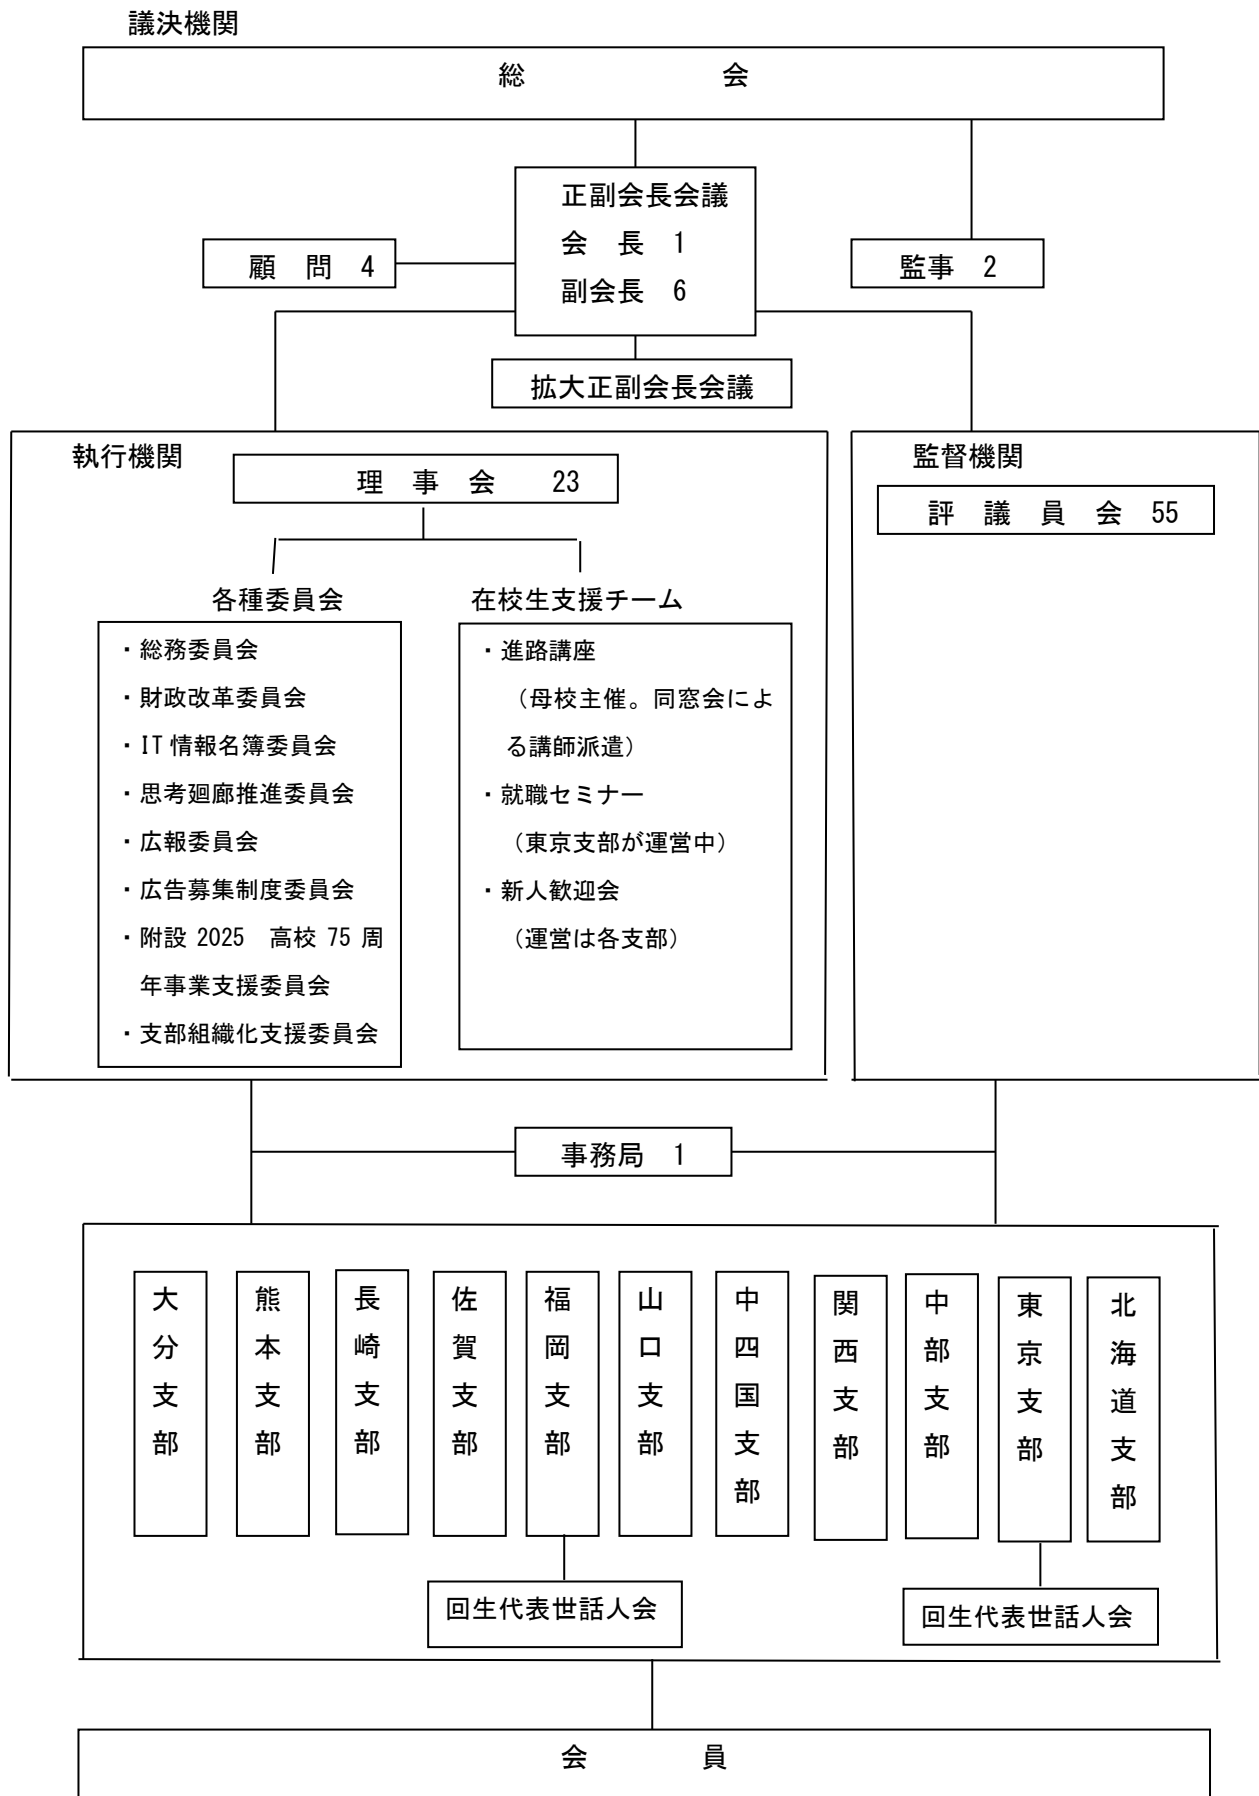 議決機関
総　会
正副会長会議
会　長　1
副会長　6
顧　問　4
監事　2
拡大正副会長会議
執行機関
理　事　会　23
各種委員会
・総務委員会
・財政改革委員会
・IT 情報名簿委員会
・思考廻廊推進委員会
・広報委員会
・広告募集制度委員会
・附設 2025　高校 75 周
年事業支援委員会
・支部組織化支援委員会
在校生支援チーム
・進路講座
（母校主催。同窓会によ
る講師派遣）
・就職セミナー
（東京支部が運営中）
・新人歓迎会
（運営は各支部）
監督機関
評　議　員　会　55
事務局　1
大分支部
熊本支部
長崎支部
佐賀支部
福岡支部
山口支部
中四国支部
関西支部
中部支部
東京支部
北海道支部
回生代表世話人会
回生代表世話人会
会　員